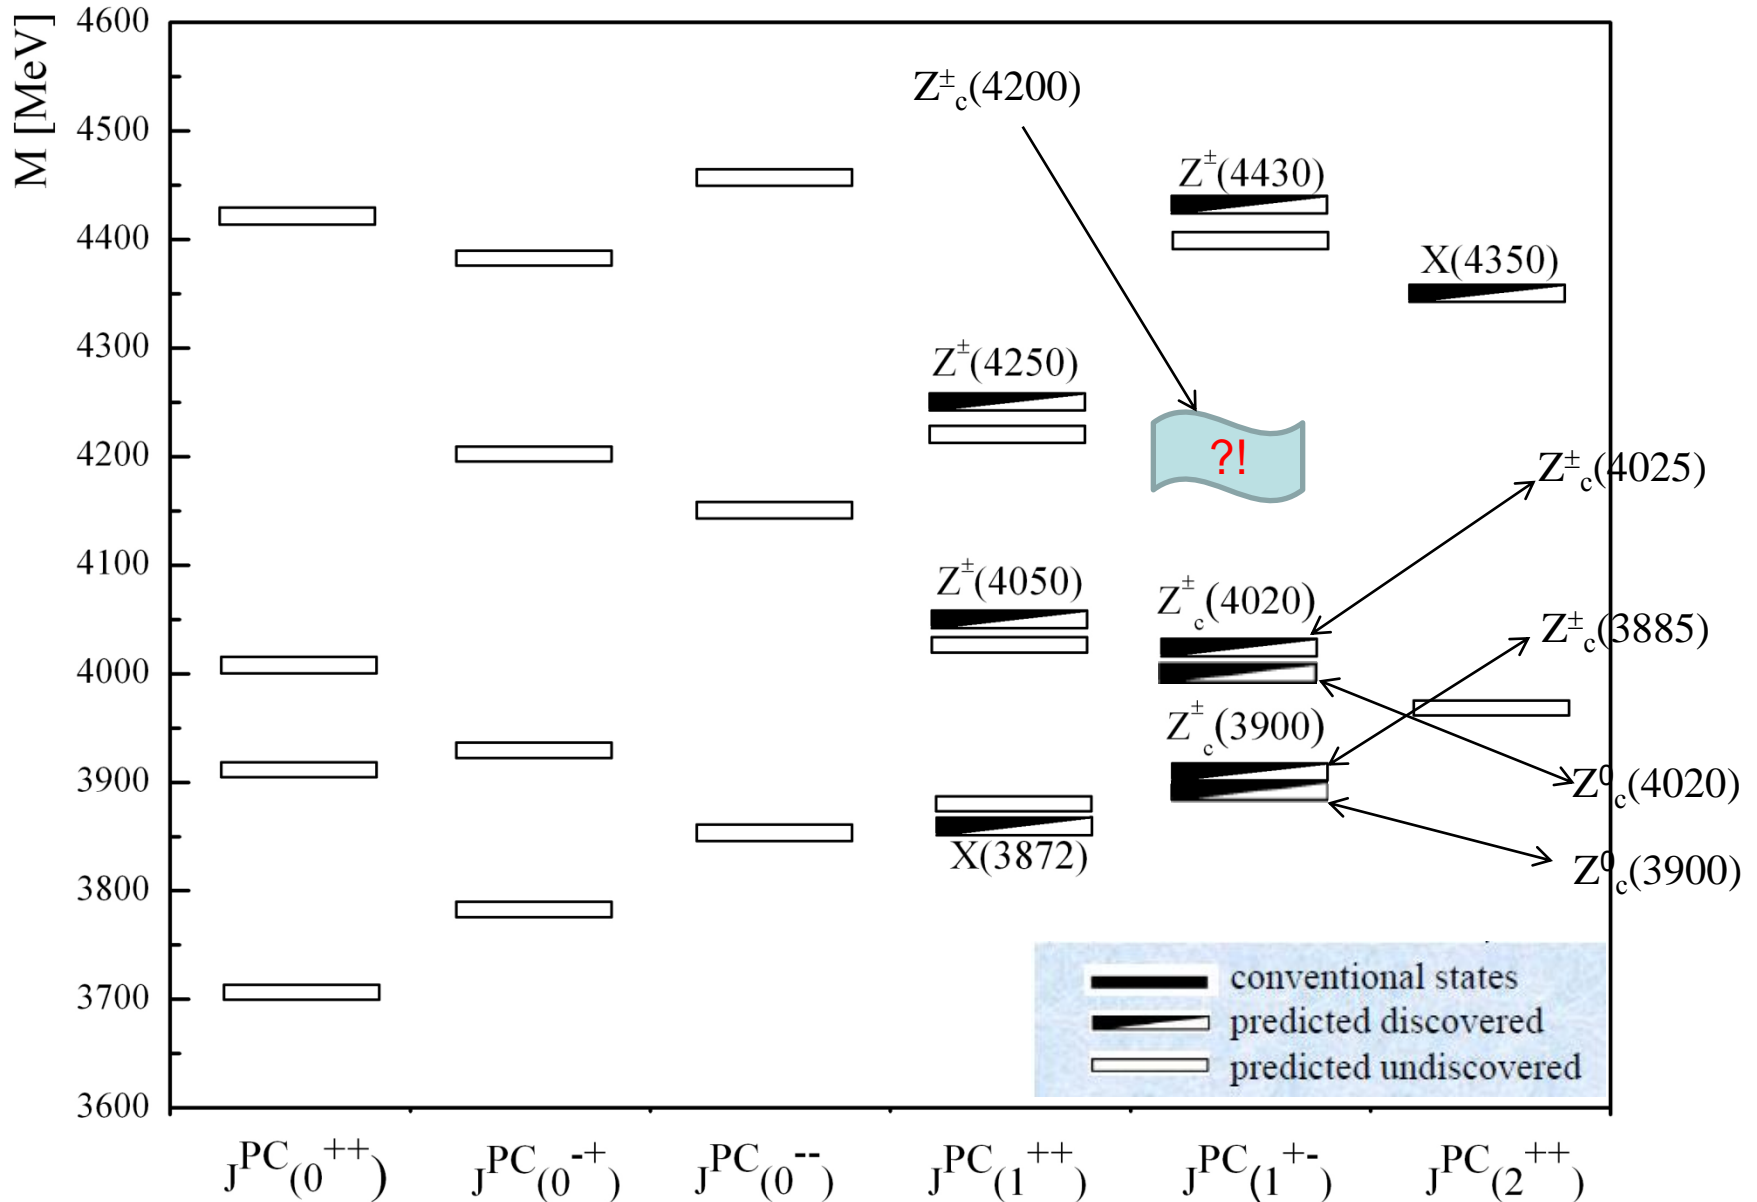 M [MeV]
4600
4500
4400
4300
4200
4100
4000
3900
3800
3700
3600
Z±c(4200)
Z±(4430)
X(4350)
Z±(4250)
?!
Z±c(4025)
Z±(4050)
Z±c(4020)
Z±c(3885)
Z±c(3900)
Z0c(4020)
X(3872)
Z0c(3900)
conventional states
predicted discovered
predicted undiscovered
JPC(0++) JPC(0-+) JPC(0--) JPC(1++) JPC(1+-) JPC(2++)